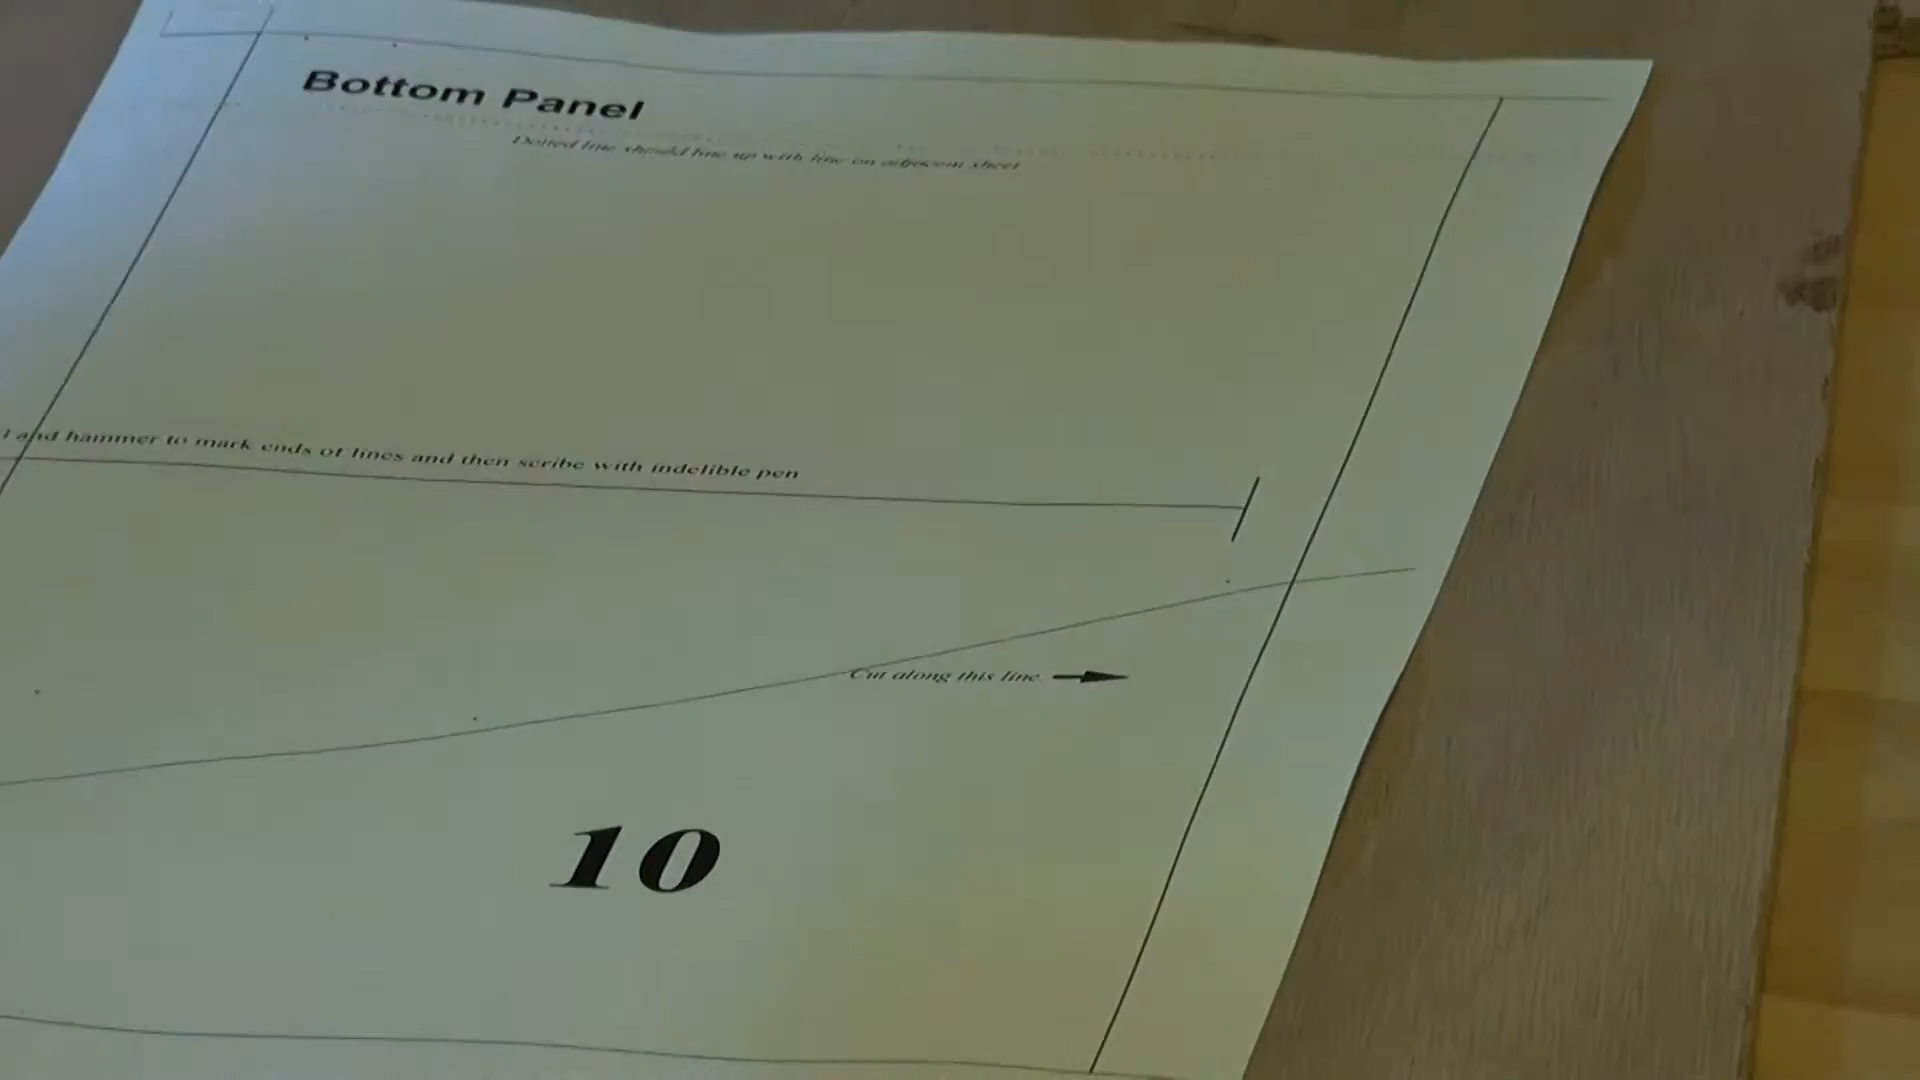 Bottom Panel
Dotted line should line up with line on adjacent sheet
and hammer to mark ends of lines and then scribe with indelible pen
Cut along this line.
10